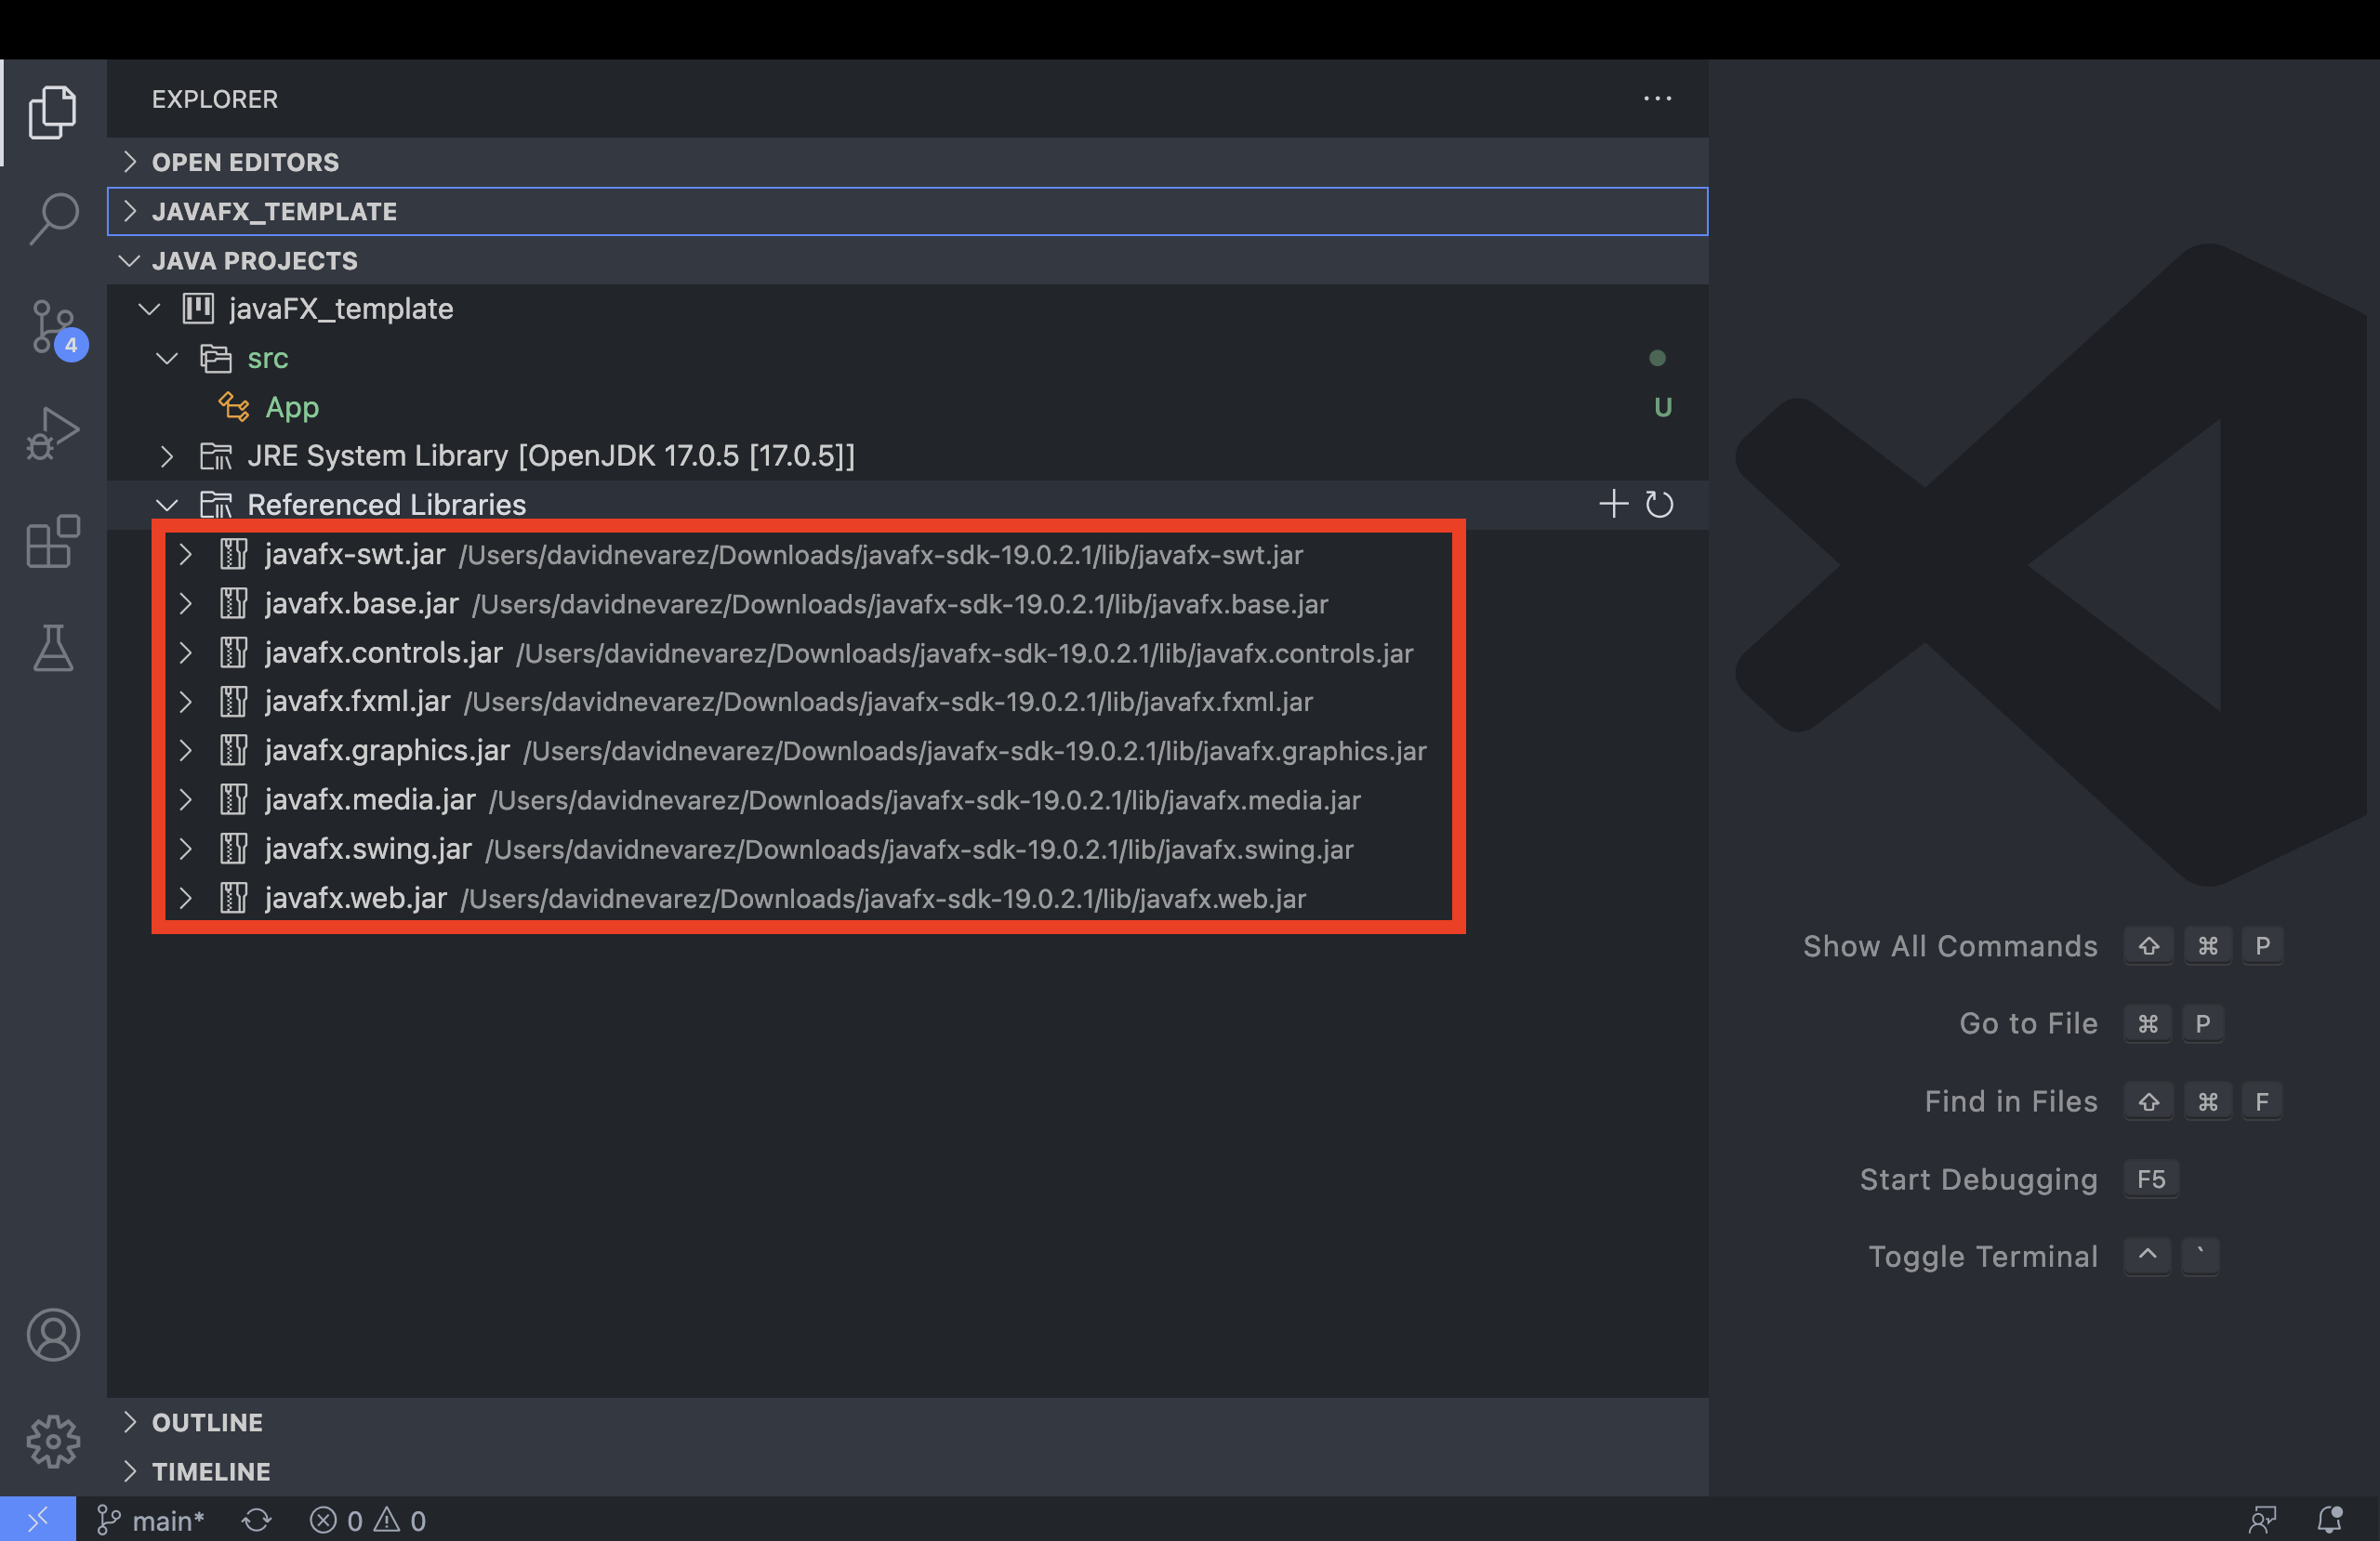 EXPLORER
OPEN EDITORS
JAVAFX_TEMPLATE
JAVA PROJECTS
javaFX_template
src
App U
JRE System Library [OpenJDK 17.0.5 [17.0.5]]
Referenced Libraries
javafx-swt.jar /Users/davidnevarez/Downloads/javafx-sdk-19.0.2.1/lib/javafx-swt.jar
javafx.base.jar /Users/davidnevarez/Downloads/javafx-sdk-19.0.2.1/lib/javafx.base.jar
javafx.controls.jar /Users/davidnevarez/Downloads/javafx-sdk-19.0.2.1/lib/javafx.controls.jar
javafx.fxml.jar /Users/davidnevarez/Downloads/javafx-sdk-19.0.2.1/lib/javafx.fxml.jar
javafx.graphics.jar /Users/davidnevarez/Downloads/javafx-sdk-19.0.2.1/lib/javafx.graphics.jar
javafx.media.jar /Users/davidnevarez/Downloads/javafx-sdk-19.0.2.1/lib/javafx.media.jar
javafx.swing.jar /Users/davidnevarez/Downloads/javafx-sdk-19.0.2.1/lib/javafx.swing.jar
javafx.web.jar /Users/davidnevarez/Downloads/javafx-sdk-19.0.2.1/lib/javafx.web.jar
OUTLINE
TIMELINE
4
Show All Commands ⇧ ⌘ P
Go to File ⌘ P
Find in Files ⇧ ⌘ F
Start Debugging F5
Toggle Terminal ^ `
main* 0 0